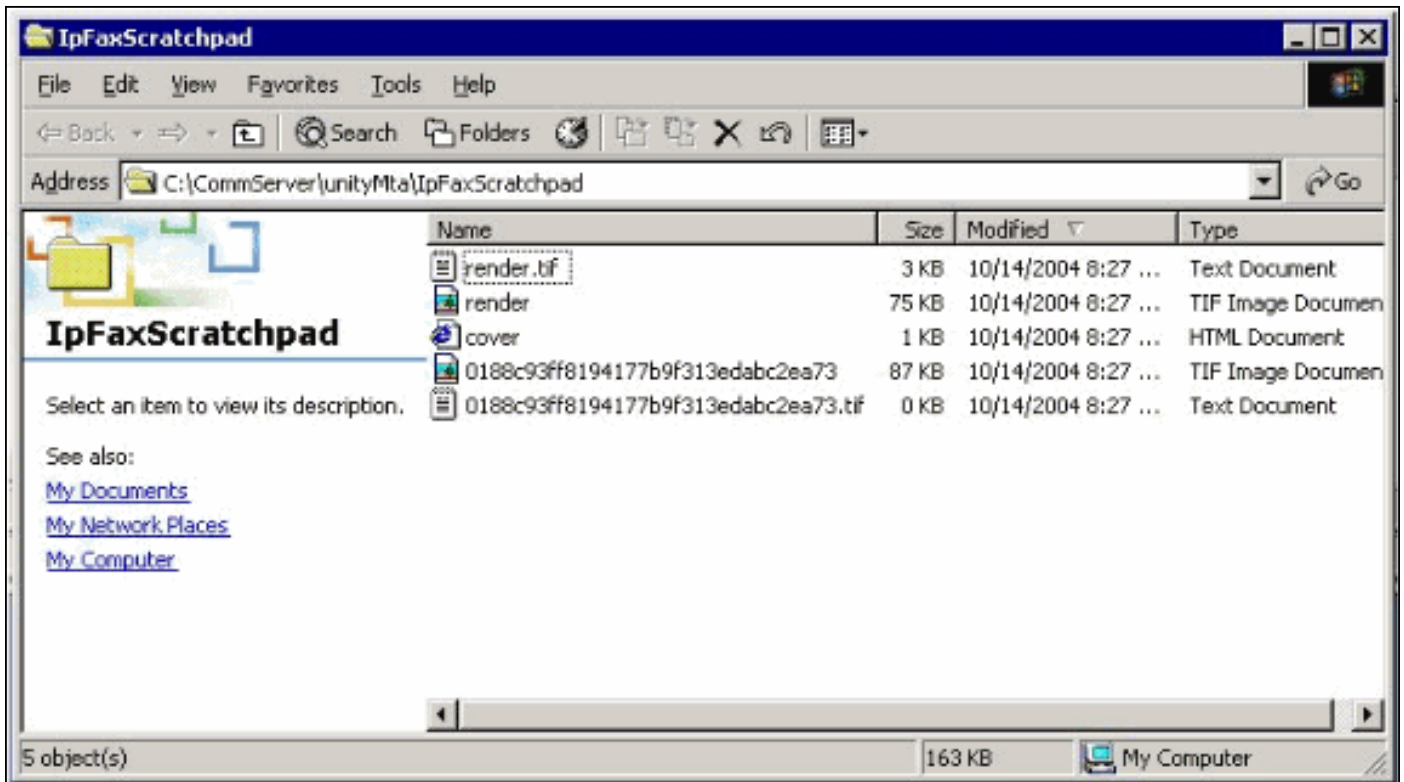 IpFaxScratchpad
File Edit View Favorites Tools Help
Back Search Folders
Address C:\CommServer\unityMta\IpFaxScratchpad Go
Name Size Modified Type
render.tif 3 KB 10/14/2004 8:27 ... Text Document
render 75 KB 10/14/2004 8:27 ... TIF Image Documen
cover 1 KB 10/14/2004 8:27 ... HTML Document
0188c93ff8194177b9f313edabc2ea73 87 KB 10/14/2004 8:27 ... TIF Image Documen
0188c93ff8194177b9f313edabc2ea73.tif 0 KB 10/14/2004 8:27 ... Text Document
IpFaxScratchpad
Select an item to view its description.
See also:
My Documents
My Network Places
My Computer
5 object(s) 163 KB My Computer